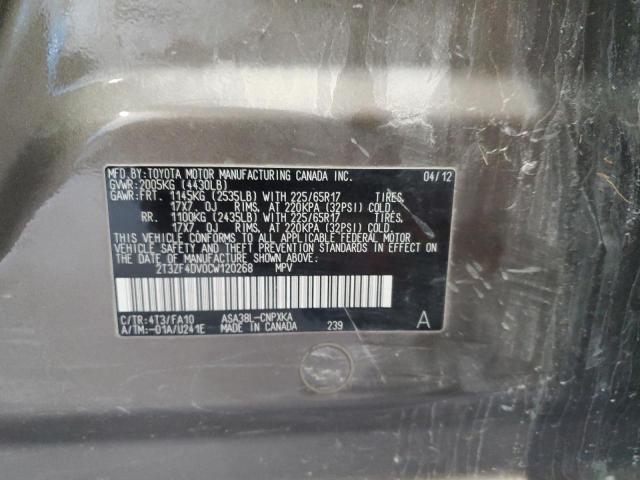 MFD.BY:TOYOTA MOTOR MANUFACTURING CANADA INC. 04/12
GVWR:2005KG (4430LB)
GAWR:FRT. 1145KG (2535LB) WITH 225/65R17 TIRES,
17X7, 0J RIMS, AT 220KPA (32PSI) COLD.
RR. 1100KG (2435LB) WITH 225/65R17 TIRES,
17X7, 0J RIMS, AT 220KPA (32PSI) COLD.
THIS VEHICLE CONFORMS TO ALL APPLICABLE FEDERAL MOTOR
VEHICLE SAFETY AND THEFT PREVENTION STANDARDS IN EFFECT ON
THE DATE OF MANUFACTURE SHOWN ABOVE.
2T3ZF4DV0CW120268 MPV
C/TR:4T3/FA10 ASA38L-CNPXKA
A/TM:-01A/U241E MADE IN CANADA 239 A